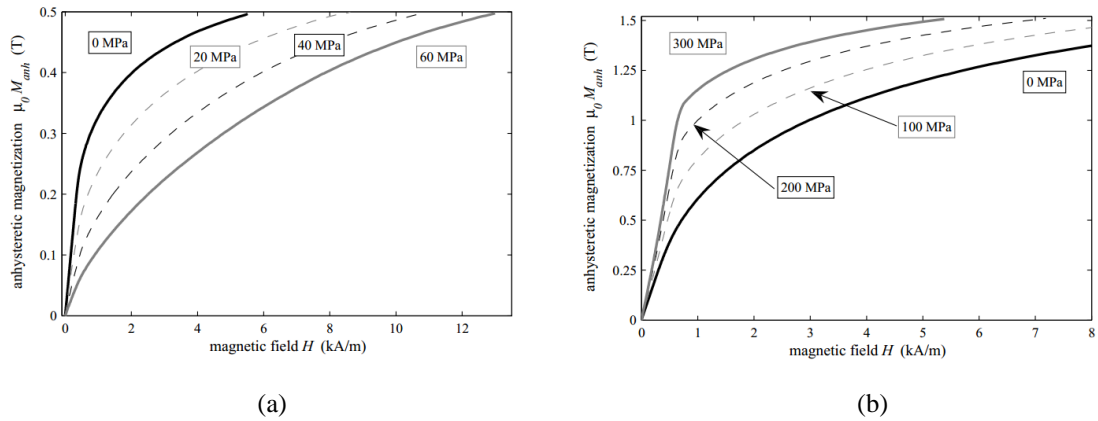 0.5
0.4
0.3
0.2
0.1
0
0 2 4 6 8 10 12
anhysteretic magnetization μ0 Manh (T)
magnetic field H (kA/m)
0 MPa
20 MPa
40 MPa
60 MPa
(a)
1.5
1.25
1
0.75
0.5
0.25
0
0 1 2 3 4 5 6 7 8
anhysteretic magnetization μ0 Manh (T)
magnetic field H (kA/m)
300 MPa
0 MPa
100 MPa
200 MPa
(b)